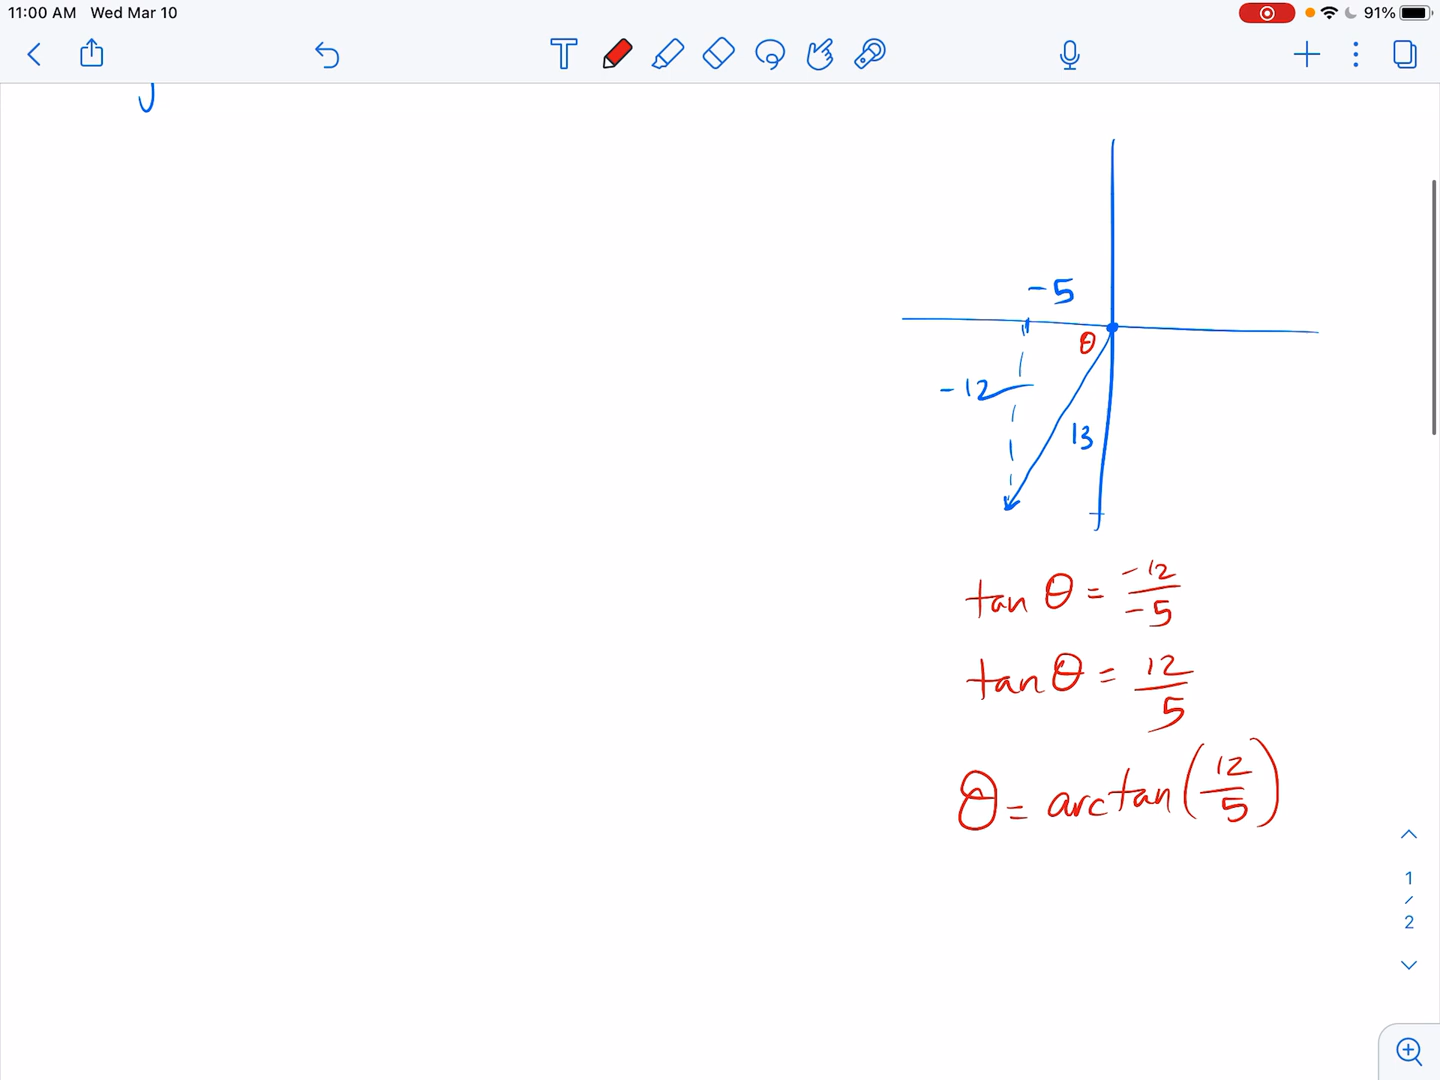 11:00 AM Wed Mar 10
91%
T
-5
θ
-12
13
tan θ = -12/-5
tan θ = 12/5
θ = arctan(12/5)
1
/
2